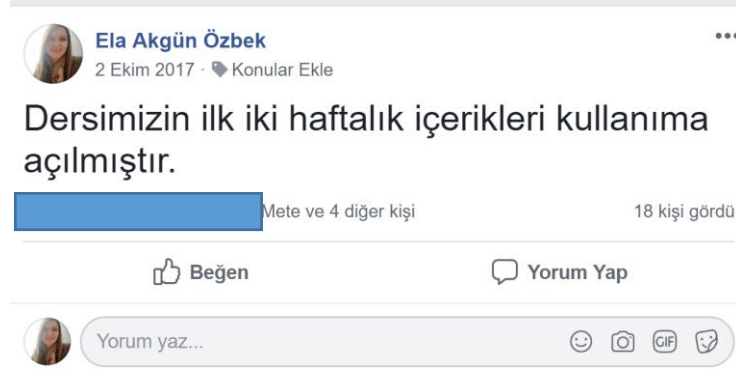 Ela Akgün Özbek
2 Ekim 2017 · Konular Ekle
Dersimizin ilk iki haftalık içerikleri kullanıma
açılmıştır.
Mete ve 4 diğer kişi 18 kişi gördü
Beğen Yorum Yap
Yorum yaz... GIF